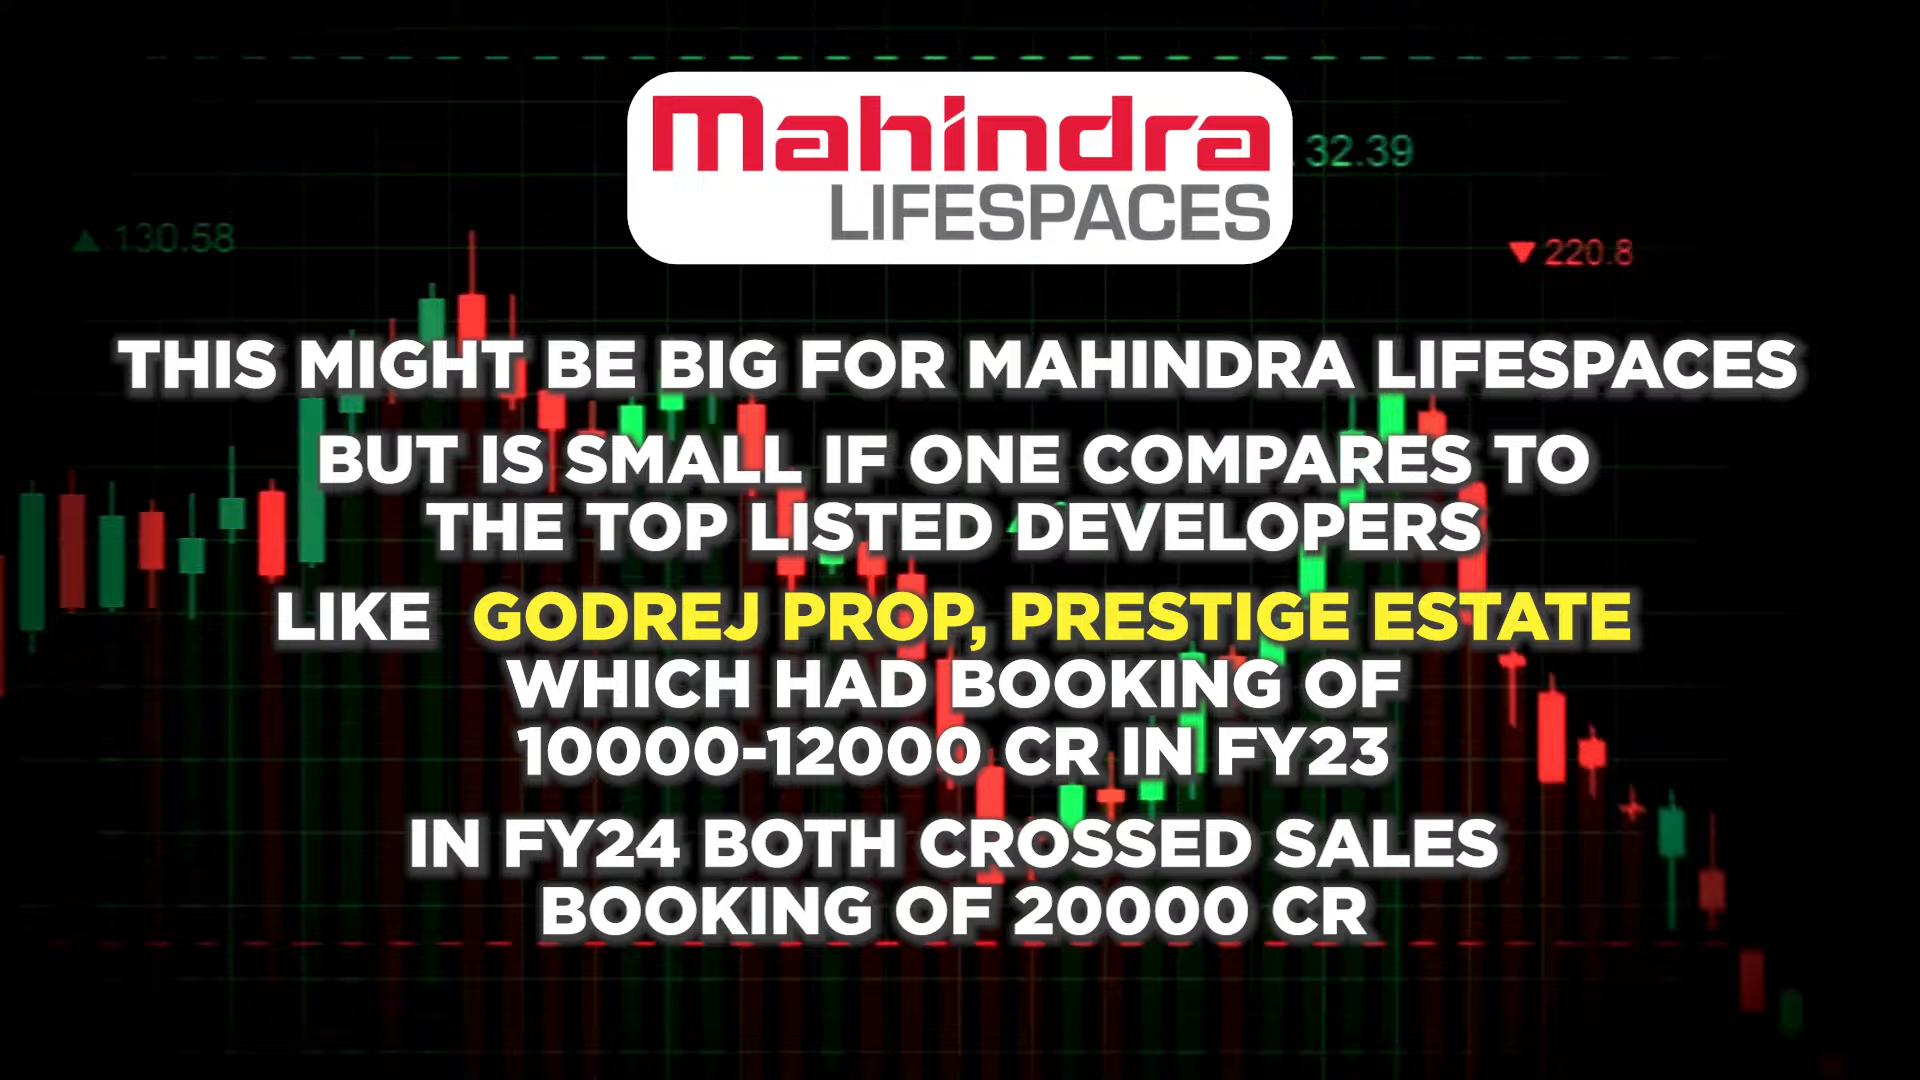 mahindra
LIFESPACES
32.39
130.58
220.8
THIS MIGHT BE BIG FOR MAHINDRA LIFESPACES
BUT IS SMALL IF ONE COMPARES TO
THE TOP LISTED DEVELOPERS
LIKE GODREJ PROP, PRESTIGE ESTATE
WHICH HAD BOOKING OF
10000-12000 CR IN FY23
IN FY24 BOTH CROSSED SALES
BOOKING OF 20000 CR